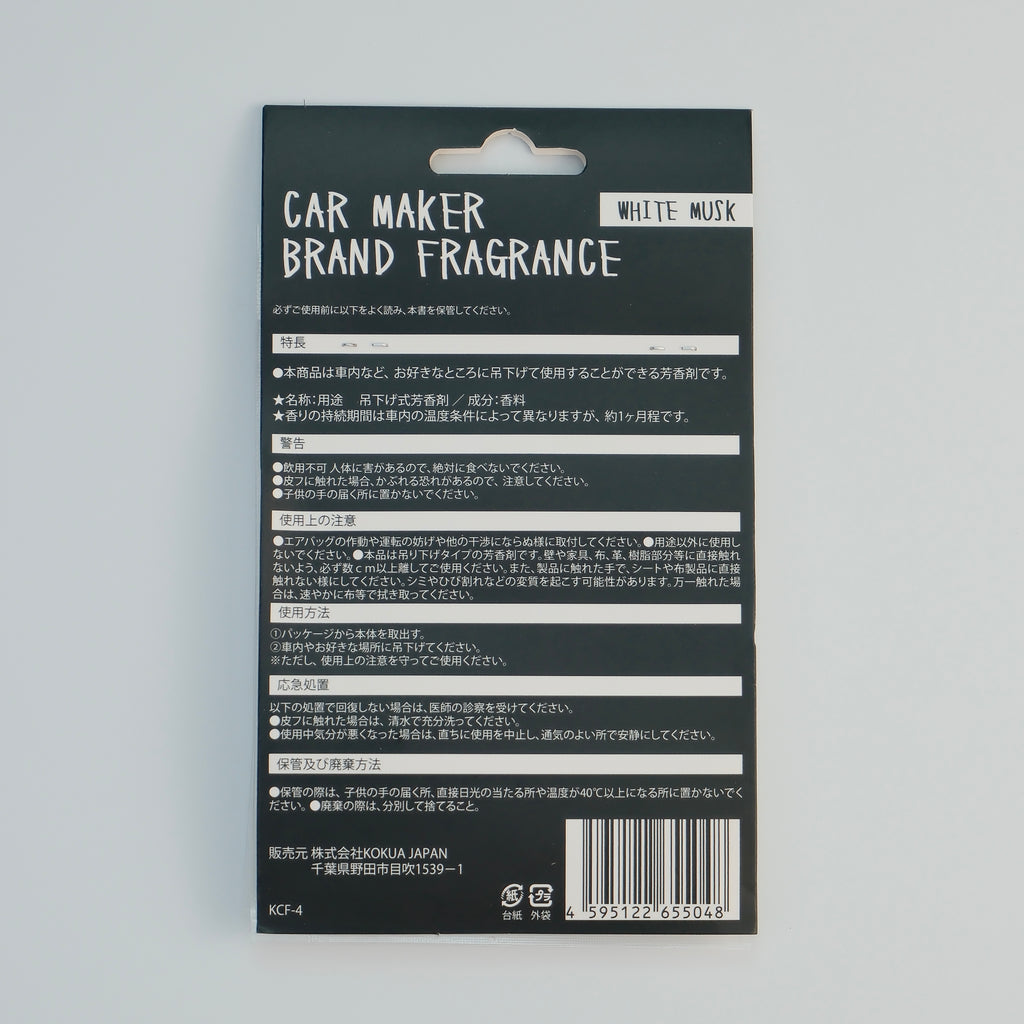 CAR MAKER
WHITE MUSK
BRAND FRAGRANCE
必ずご使用前に以下をよく読み、本書を保管してください。
特長
●本商品は車内など、お好きなところに吊下げて使用することができる芳香剤です。
★名称:用途　吊下げ式芳香剤 ／ 成分:香料
★香りの持続期間は車内の温度条件によって異なりますが、約1ヶ月程です。
警告
●飲用不可 人体に害があるので、絶対に食べないでください。
●皮フに触れた場合、かぶれる恐れがあるので、注意してください。
●子供の手の届く所に置かないでください。
使用上の注意
●エアバッグの作動や運転の妨げや他の干渉にならぬ様に取付してください。●用途以外に使用し
ないでください。●本品は吊り下げタイプの芳香剤です。壁や家具、布、革、樹脂部分等に直接触れ
ないよう、必ず数ｃｍ以上離してご使用ください。また、製品に触れた手で、シートや布製品に直接
触れない様にしてください。シミやひび割れなどの変質を起こす可能性があります。万一触れた場
合は、速やかに布等で拭き取ってください。
使用方法
①パッケージから本体を取出す。
②車内やお好きな場所に吊下げてください。
※ただし、使用上の注意を守ってご使用ください。
応急処置
以下の処置で回復しない場合は、医師の診察を受けてください。
●皮フに触れた場合は、清水で充分洗ってください。
●使用中気分が悪くなった場合は、直ちに使用を中止し、通気のよい所で安静にしてください。
保管及び廃棄方法
●保管の際は、子供の手の届く所、直接日光の当たる所や温度が40℃以上になる所に置かないでく
ださい。●廃棄の際は、分別して捨てること。
販売元 株式会社KOKUA JAPAN
千葉県野田市目吹1539－1
KCF-4
紙 プラ
台紙 外袋
4 595122 655048